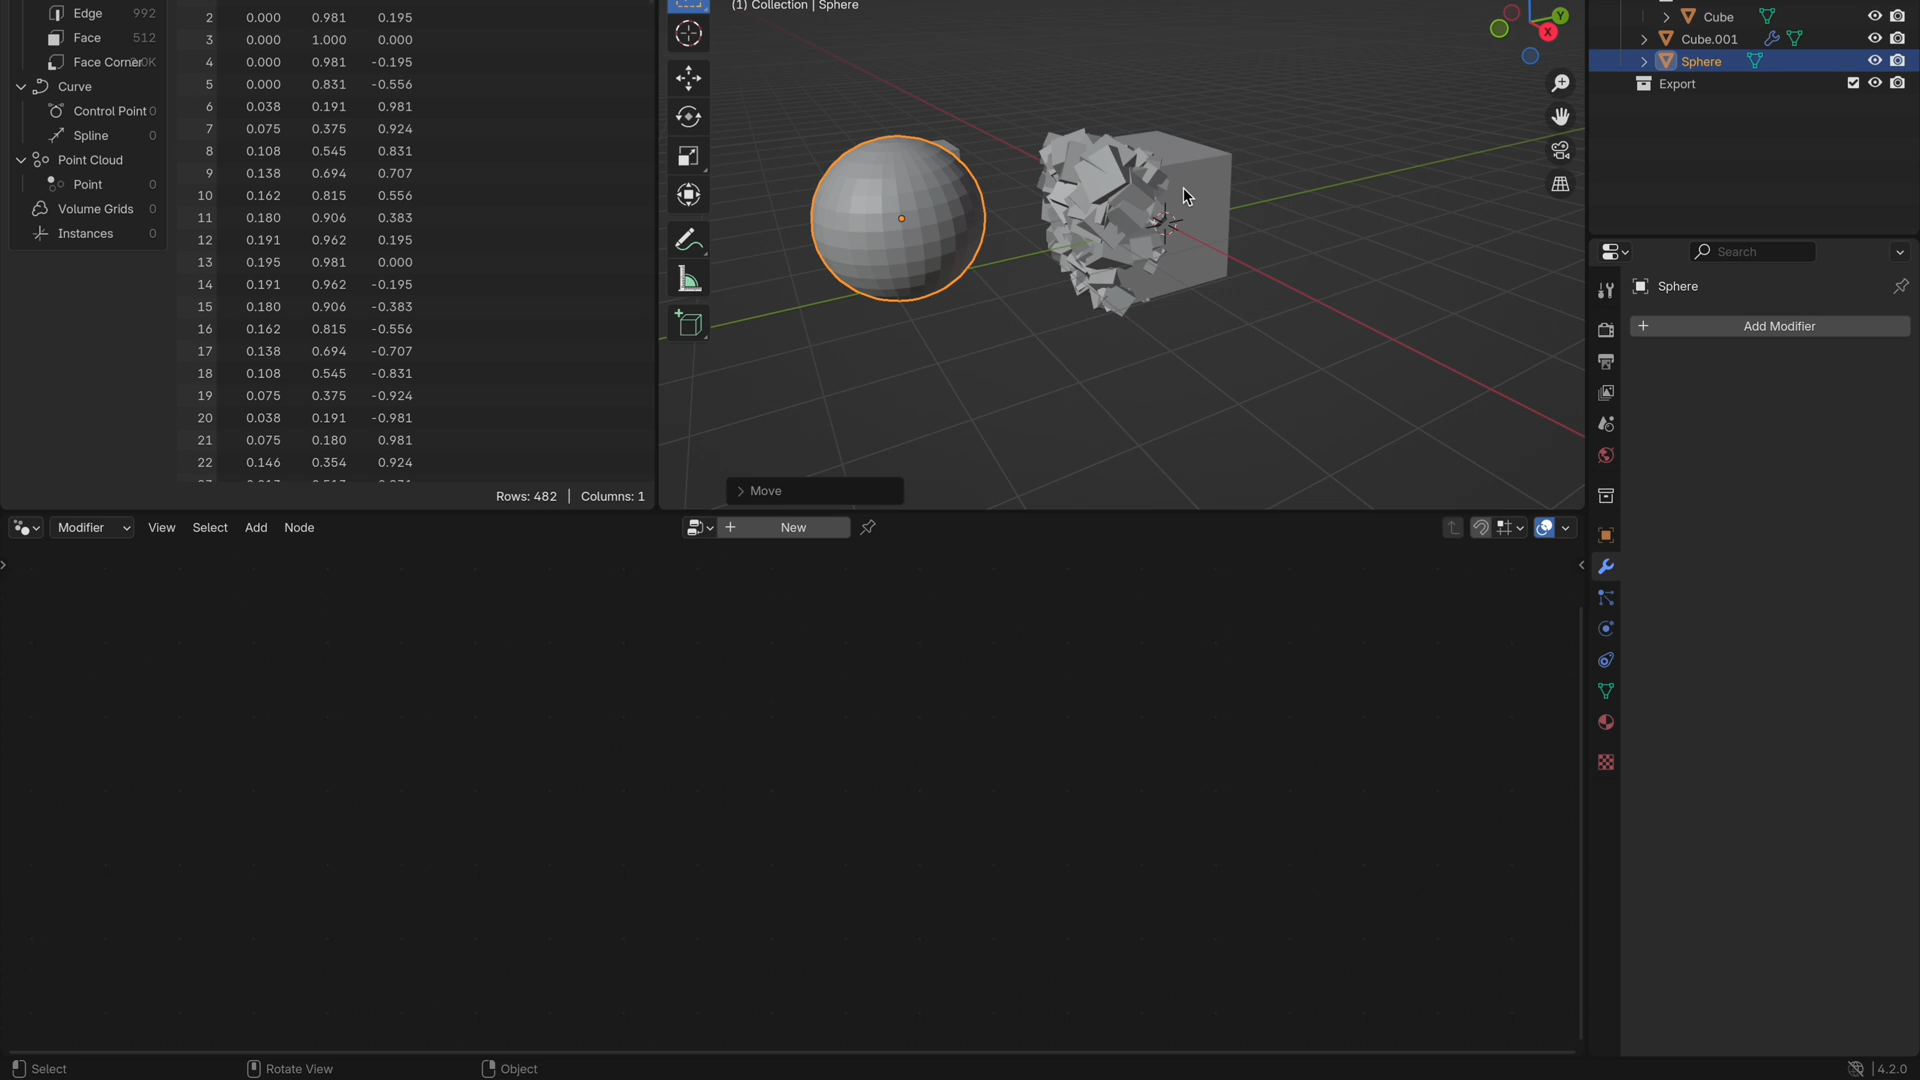 Edge 992
Face 512
Face Corner 2.0K
Curve
Control Point 0
Spline 0
Point Cloud
Point 0
Volume Grids 0
Instances 0
2 0.000 0.981 0.195
3 0.000 1.000 0.000
4 0.000 0.981 -0.195
5 0.000 0.831 -0.556
6 0.038 0.191 0.981
7 0.075 0.375 0.924
8 0.108 0.545 0.831
9 0.138 0.694 0.707
10 0.162 0.815 0.556
11 0.180 0.906 0.383
12 0.191 0.962 0.195
13 0.195 0.981 0.000
14 0.191 0.962 -0.195
15 0.180 0.906 -0.383
16 0.162 0.815 -0.556
17 0.138 0.694 -0.707
18 0.108 0.545 -0.831
19 0.075 0.375 -0.924
20 0.038 0.191 -0.981
21 0.075 0.180 0.981
22 0.146 0.354 0.924
Rows: 482 | Columns: 1
(1) Collection | Sphere
Y
X
Move
Cube
Cube.001
Sphere
Export
Search
Sphere
Add Modifier
Modifier View Select Add Node
New
Select
Rotate View
Object
4.2.0